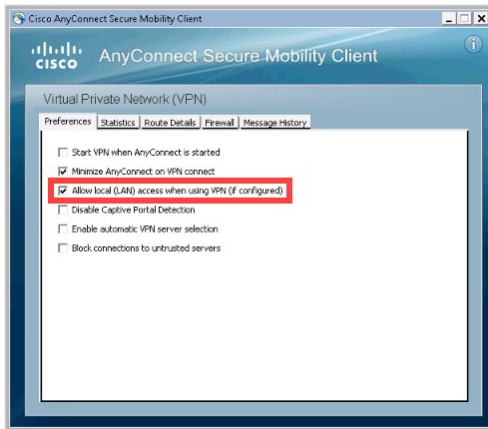 Cisco AnyConnect Secure Mobility Client
cisco AnyConnect Secure Mobility Client
Virtual Private Network (VPN)
Preferences Statistics Route Details Firewall Message History
Start VPN when AnyConnect is started
Minimize AnyConnect on VPN connect
Allow local (LAN) access when using VPN (if configured)
Disable Captive Portal Detection
Enable automatic VPN server selection
Block connections to untrusted servers